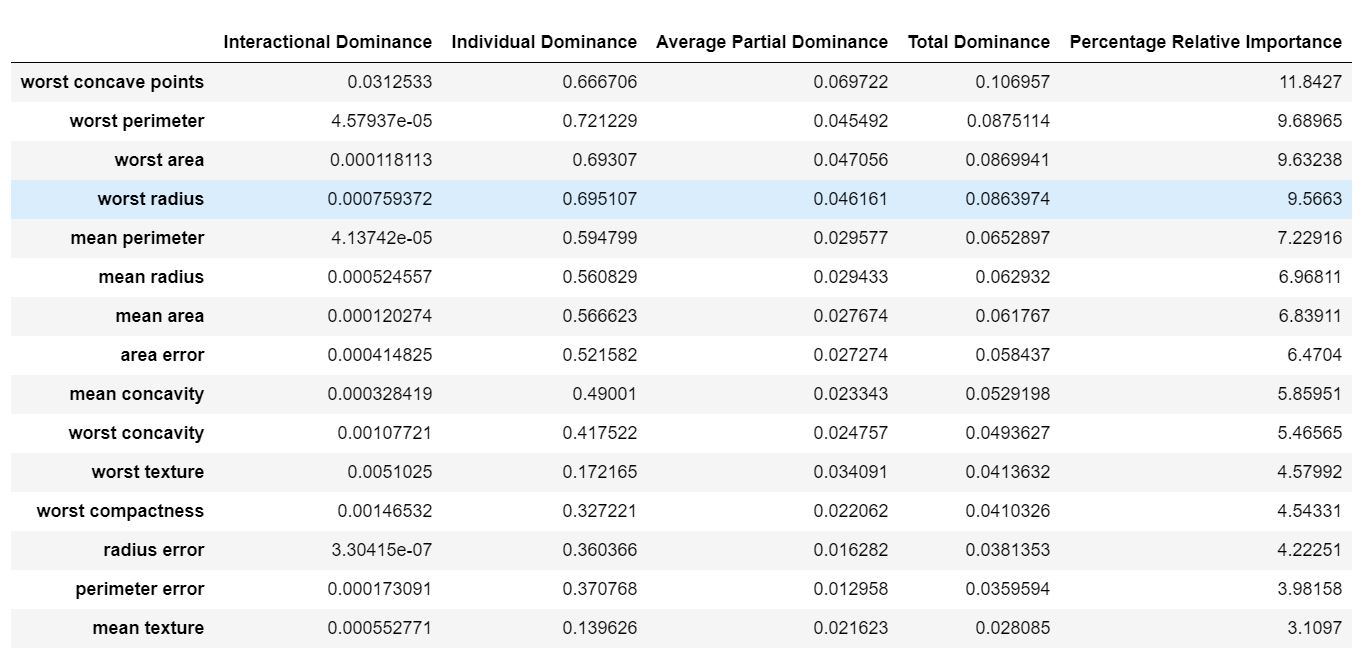 Interactional Dominance Individual Dominance Average Partial Dominance Total Dominance Percentage Relative Importance
worst concave points 0.0312533 0.666706 0.069722 0.106957 11.8427
worst perimeter 4.57937e-05 0.721229 0.045492 0.0875114 9.68965
worst area 0.000118113 0.69307 0.047056 0.0869941 9.63238
worst radius 0.000759372 0.695107 0.046161 0.0863974 9.5663
mean perimeter 4.13742e-05 0.594799 0.029577 0.0652897 7.22916
mean radius 0.000524557 0.560829 0.029433 0.062932 6.96811
mean area 0.000120274 0.566623 0.027674 0.061767 6.83911
area error 0.000414825 0.521582 0.027274 0.058437 6.4704
mean concavity 0.000328419 0.49001 0.023343 0.0529198 5.85951
worst concavity 0.00107721 0.417522 0.024757 0.0493627 5.46565
worst texture 0.0051025 0.172165 0.034091 0.0413632 4.57992
worst compactness 0.00146532 0.327221 0.022062 0.0410326 4.54331
radius error 3.30415e-07 0.360366 0.016282 0.0381353 4.22251
perimeter error 0.000173091 0.370768 0.012958 0.0359594 3.98158
mean texture 0.000552771 0.139626 0.021623 0.028085 3.1097